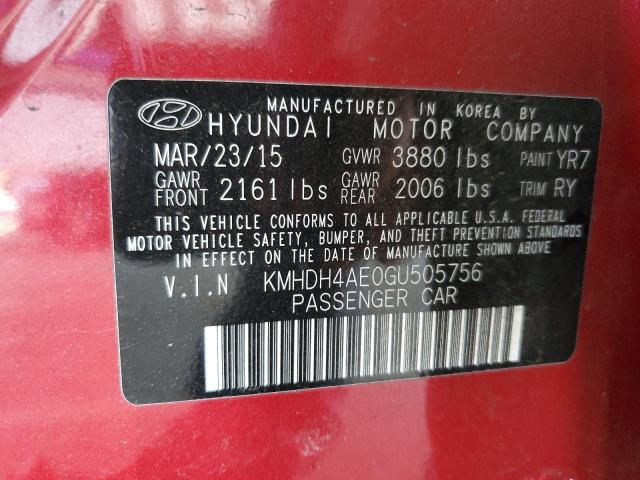 MANUFACTURED IN KOREA BY
HYUNDAI MOTOR COMPANY
MAR/23/15 GVWR 3880 lbs PAINT YR7
GAWR FRONT 2161 lbs GAWR REAR 2006 lbs TRIM RY
THIS VEHICLE CONFORMS TO ALL APPLICABLE U.S.A. FEDERAL
MOTOR VEHICLE SAFETY, BUMPER, AND THEFT PREVENTION STANDARDS
IN EFFECT ON THE DATE OF MANUFACTURE SHOWN ABOVE.
V.I.N KMHDH4AE0GU505756
PASSENGER CAR